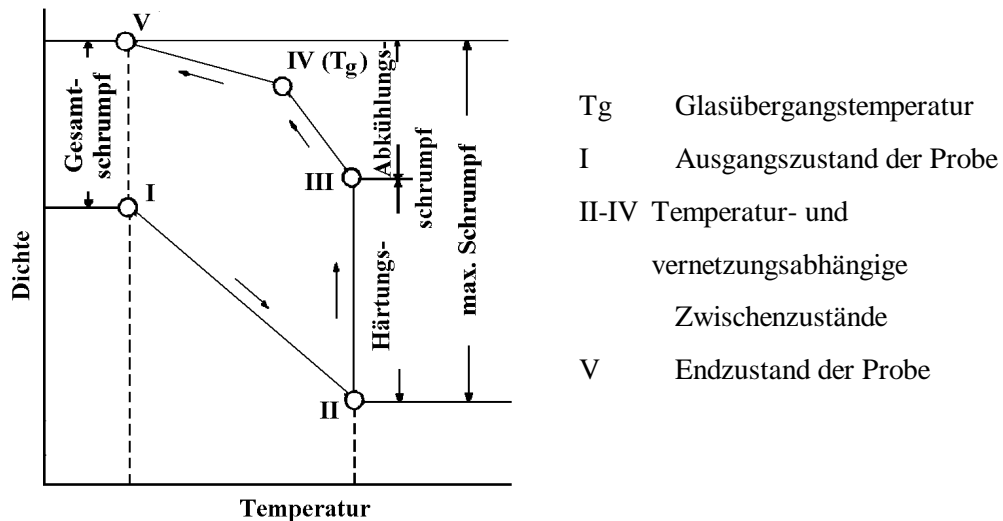 V
IV (Tg)
Gesamt-
schrumpf
I
III
II
Abkühlungs-
Härtungs-
schrumpf
max. Schrumpf
Dichte
Temperatur
Tg Glasübergangstemperatur
I Ausgangszustand der Probe
II-IV Temperatur- und
vernetzungsabhängige
Zwischenzustände
V Endzustand der Probe